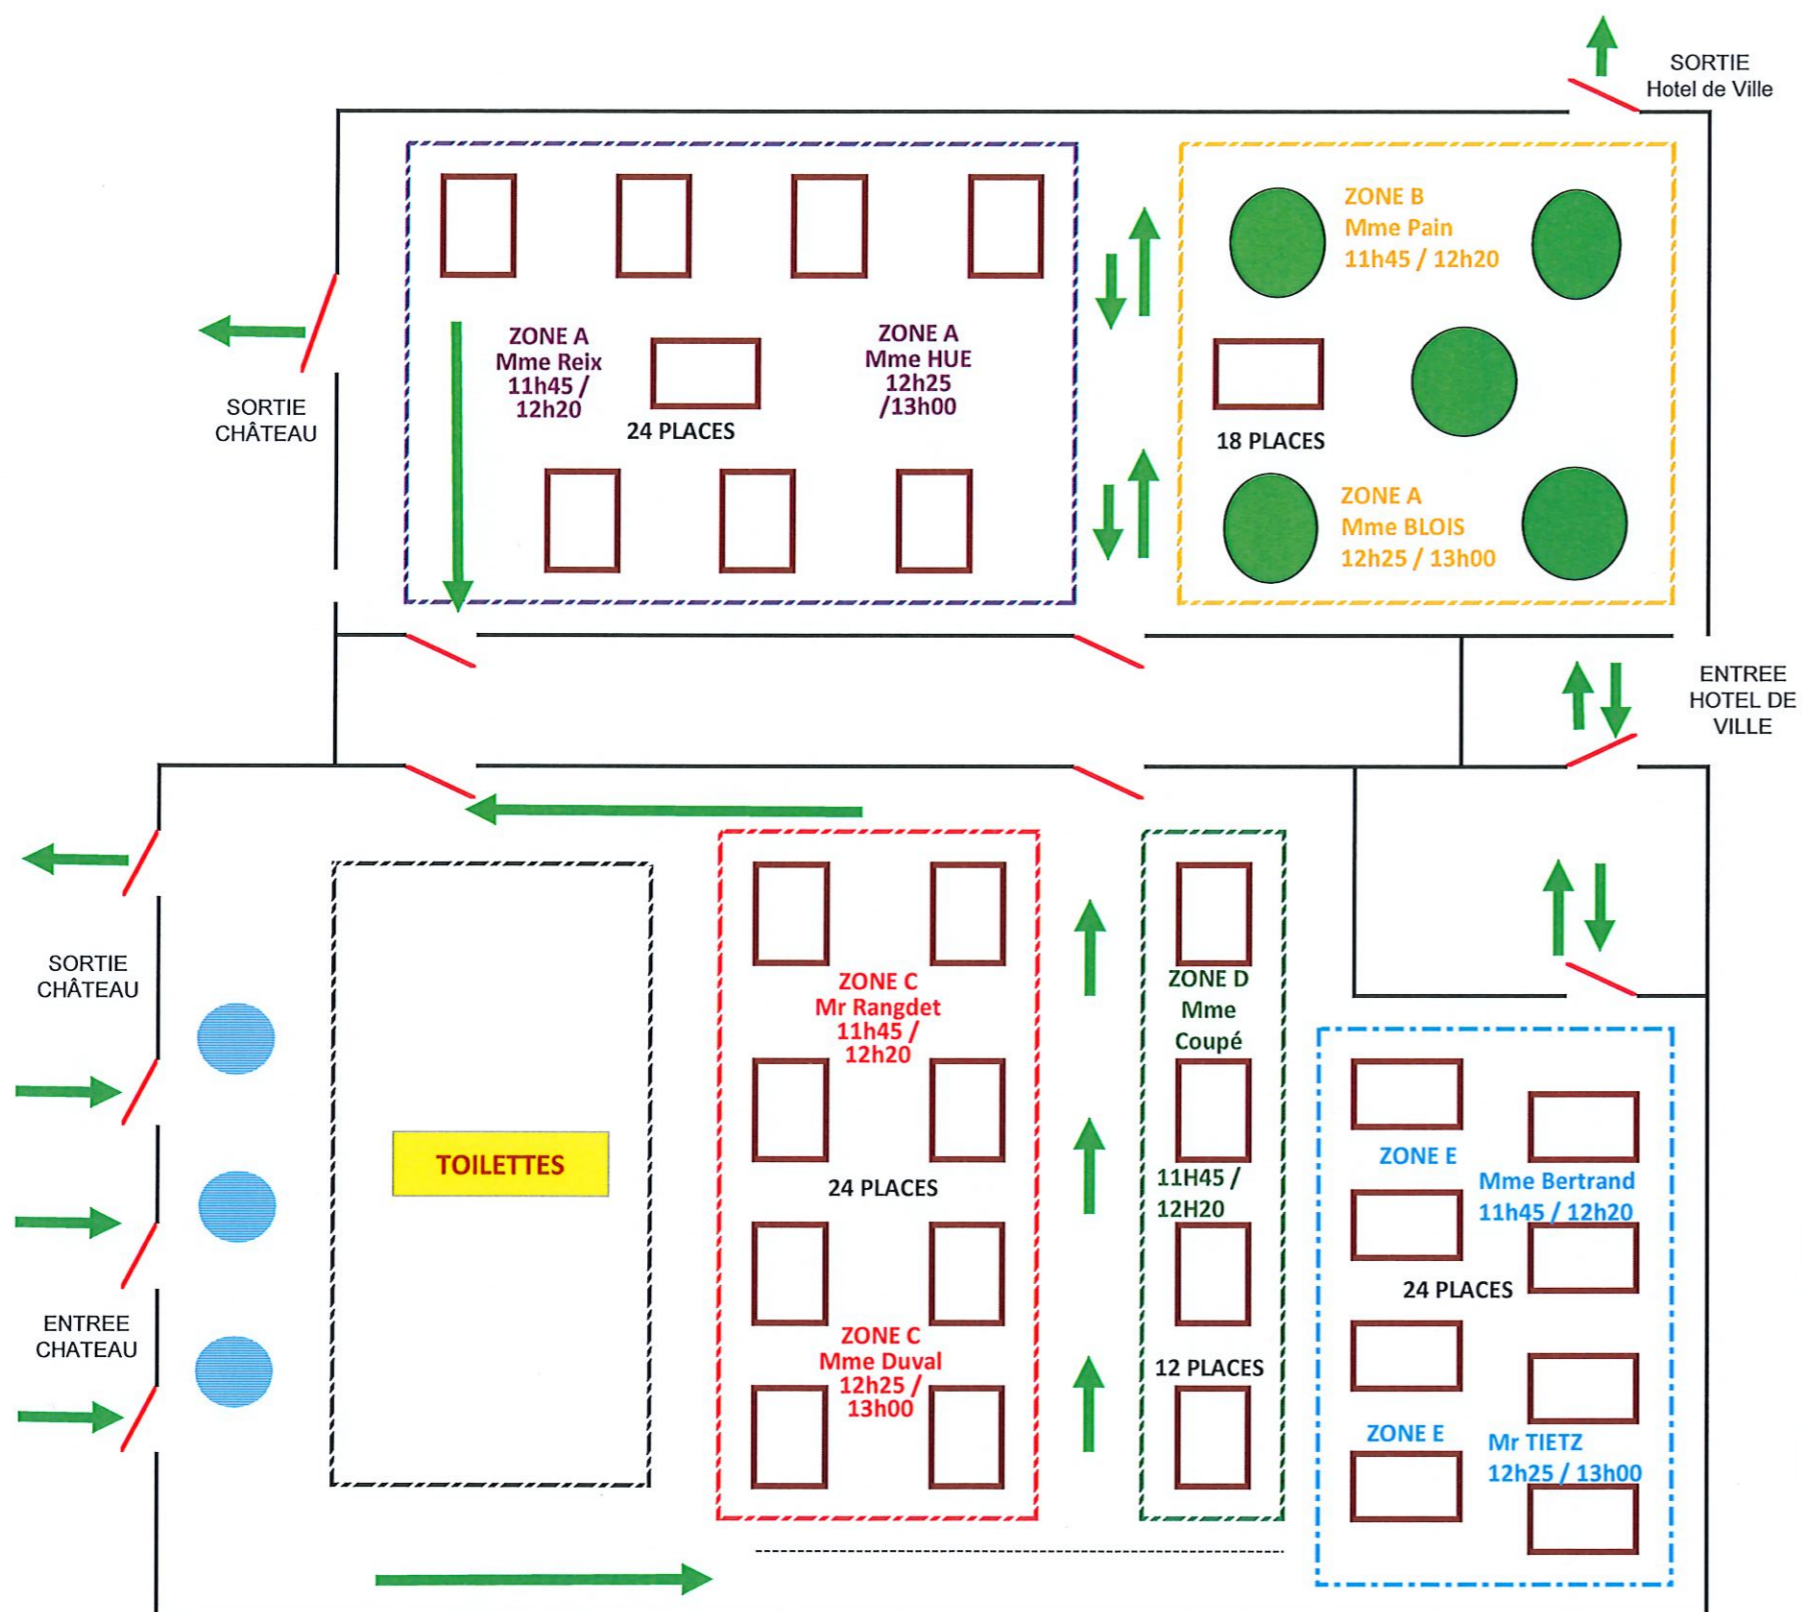 SORTIE
Hotel de Ville
ZONE B
Mme Pain
11h45 / 12h20
ZONE A
Mme Reix
11h45 /
12h20
24 PLACES
ZONE A
Mme HUE
12h25
/13h00
18 PLACES
SORTIE
CHÂTEAU
ZONE A
Mme BLOIS
12h25 / 13h00
ENTREE
HOTEL DE
VILLE
SORTIE
CHÂTEAU
ZONE C
Mr Rangdet
11h45 /
12h20
ZONE D
Mme
Coupé
TOILETTES
24 PLACES
11H45 /
12H20
ZONE E
Mme Bertrand
11h45 / 12h20
24 PLACES
ENTREE
CHATEAU
ZONE C
Mme Duval
12h25 /
13h00
12 PLACES
ZONE E
Mr TIETZ
12h25 / 13h00